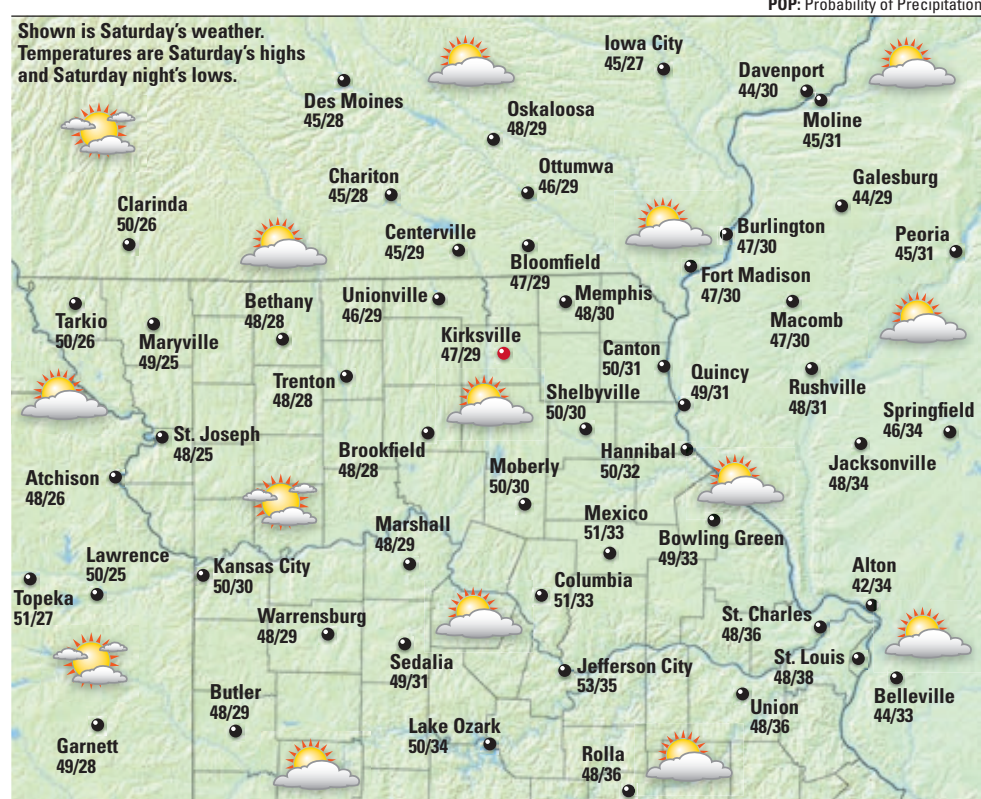 POP: Probability of Precipitation
Shown is Saturday's weather.
Temperatures are Saturday's highs
and Saturday night's lows.
Iowa City
45/27
Davenport
44/30
Des Moines
45/28
Moline
45/31
Oskaloosa
48/29
Ottumwa
46/29
Chariton
45/28
Galesburg
44/29
Clarinda
50/26
Centerville
45/29
Burlington
47/30
Peoria
45/31
Bloomfield
47/29
Fort Madison
47/30
Tarkio
50/26
Maryville
49/25
Bethany
48/28
Unionville
46/29
Memphis
48/30
Macomb
47/30
Kirksville
47/29
Canton
50/31
Quincy
49/31
Rushville
48/31
Trenton
48/28
Shelbyville
50/30
Springfield
46/34
St. Joseph
48/25
Brookfield
48/28
Hannibal
50/32
Jacksonville
48/34
Atchison
48/26
Moberly
50/30
Mexico
51/33
Bowling Green
49/33
Marshall
48/29
Lawrence
50/25
Kansas City
50/30
Columbia
51/33
Alton
42/34
Topeka
51/27
Warrensburg
48/29
St. Charles
48/36
Sedalia
49/31
Jefferson City
53/35
St. Louis
48/38
Belleville
44/33
Butler
48/29
Union
48/36
Garnett
49/28
Lake Ozark
50/34
Rolla
48/36